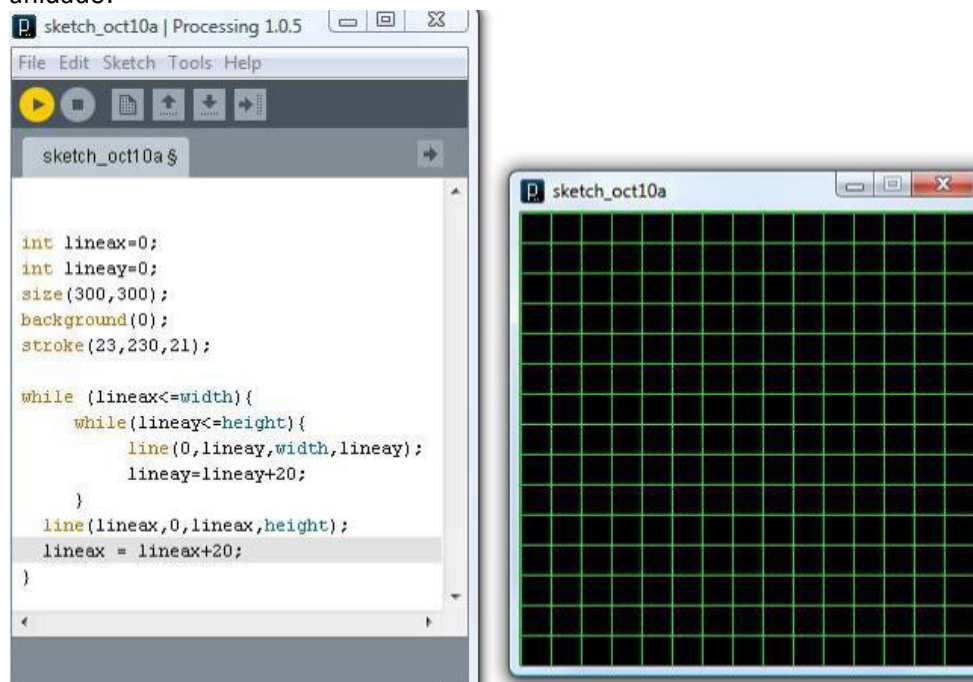 sketch_oct10a | Processing 1.0.5
File Edit Sketch Tools Help
sketch_oct10a §
int lineax=0;
int lineay=0;
size(300,300);
background(0);
stroke(23,230,21);
while (lineax<=width){
while(lineay<=height){
line(0,lineay,width,lineay);
lineay=lineay+20;
}
line(lineax,0,lineax,height);
lineax = lineax+20;
}
sketch_oct10a